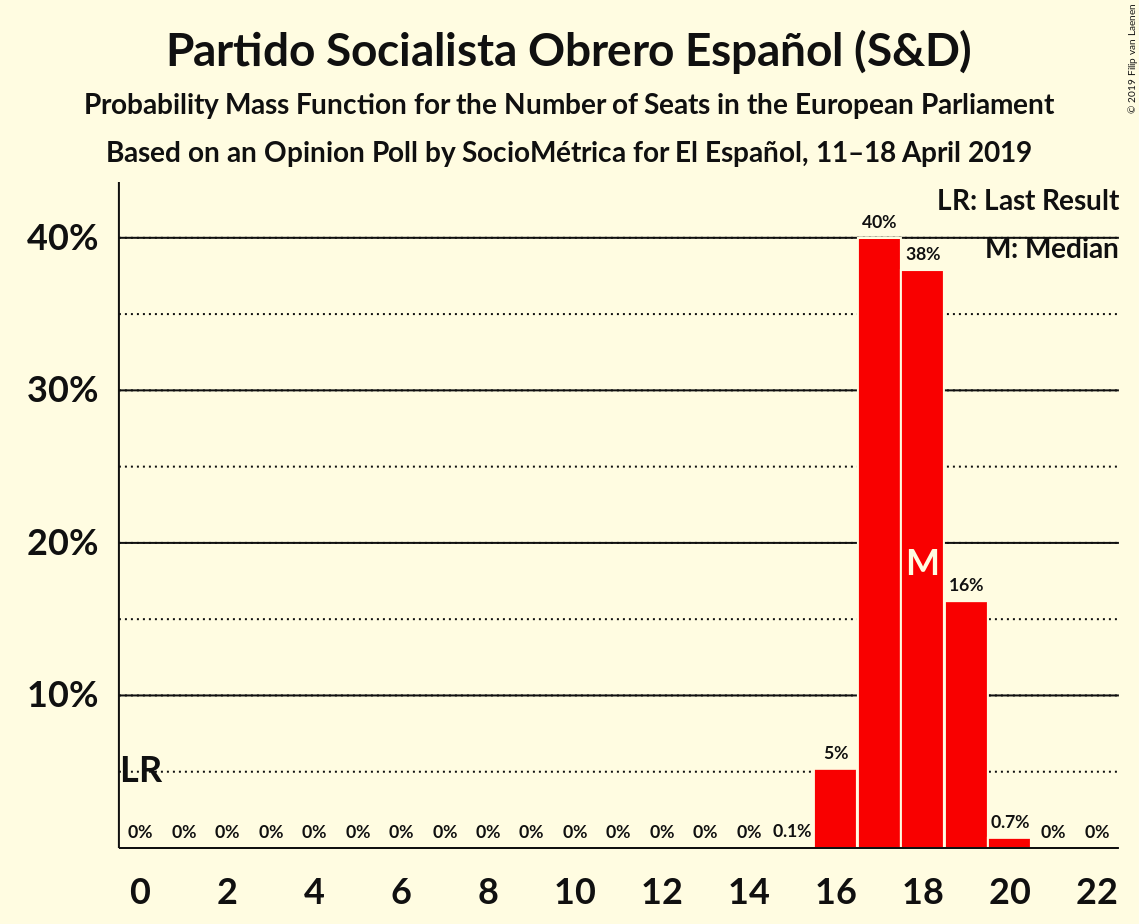 Partido Socialista Obrero Español (S&D)
Probability Mass Function for the Number of Seats in the European Parliament
Based on an Opinion Poll by SocioMétrica for El Español, 11–18 April 2019
© 2019 Filip van Laenen
LR: Last Result
M: Median
40%
30%
20%
10%
40%
38%
M
16%
5%
LR
0% 0% 0% 0% 0% 0% 0% 0% 0% 0% 0% 0% 0% 0% 0% 0.1% 0.7% 0% 0%
0 2 4 6 8 10 12 14 16 18 20 22